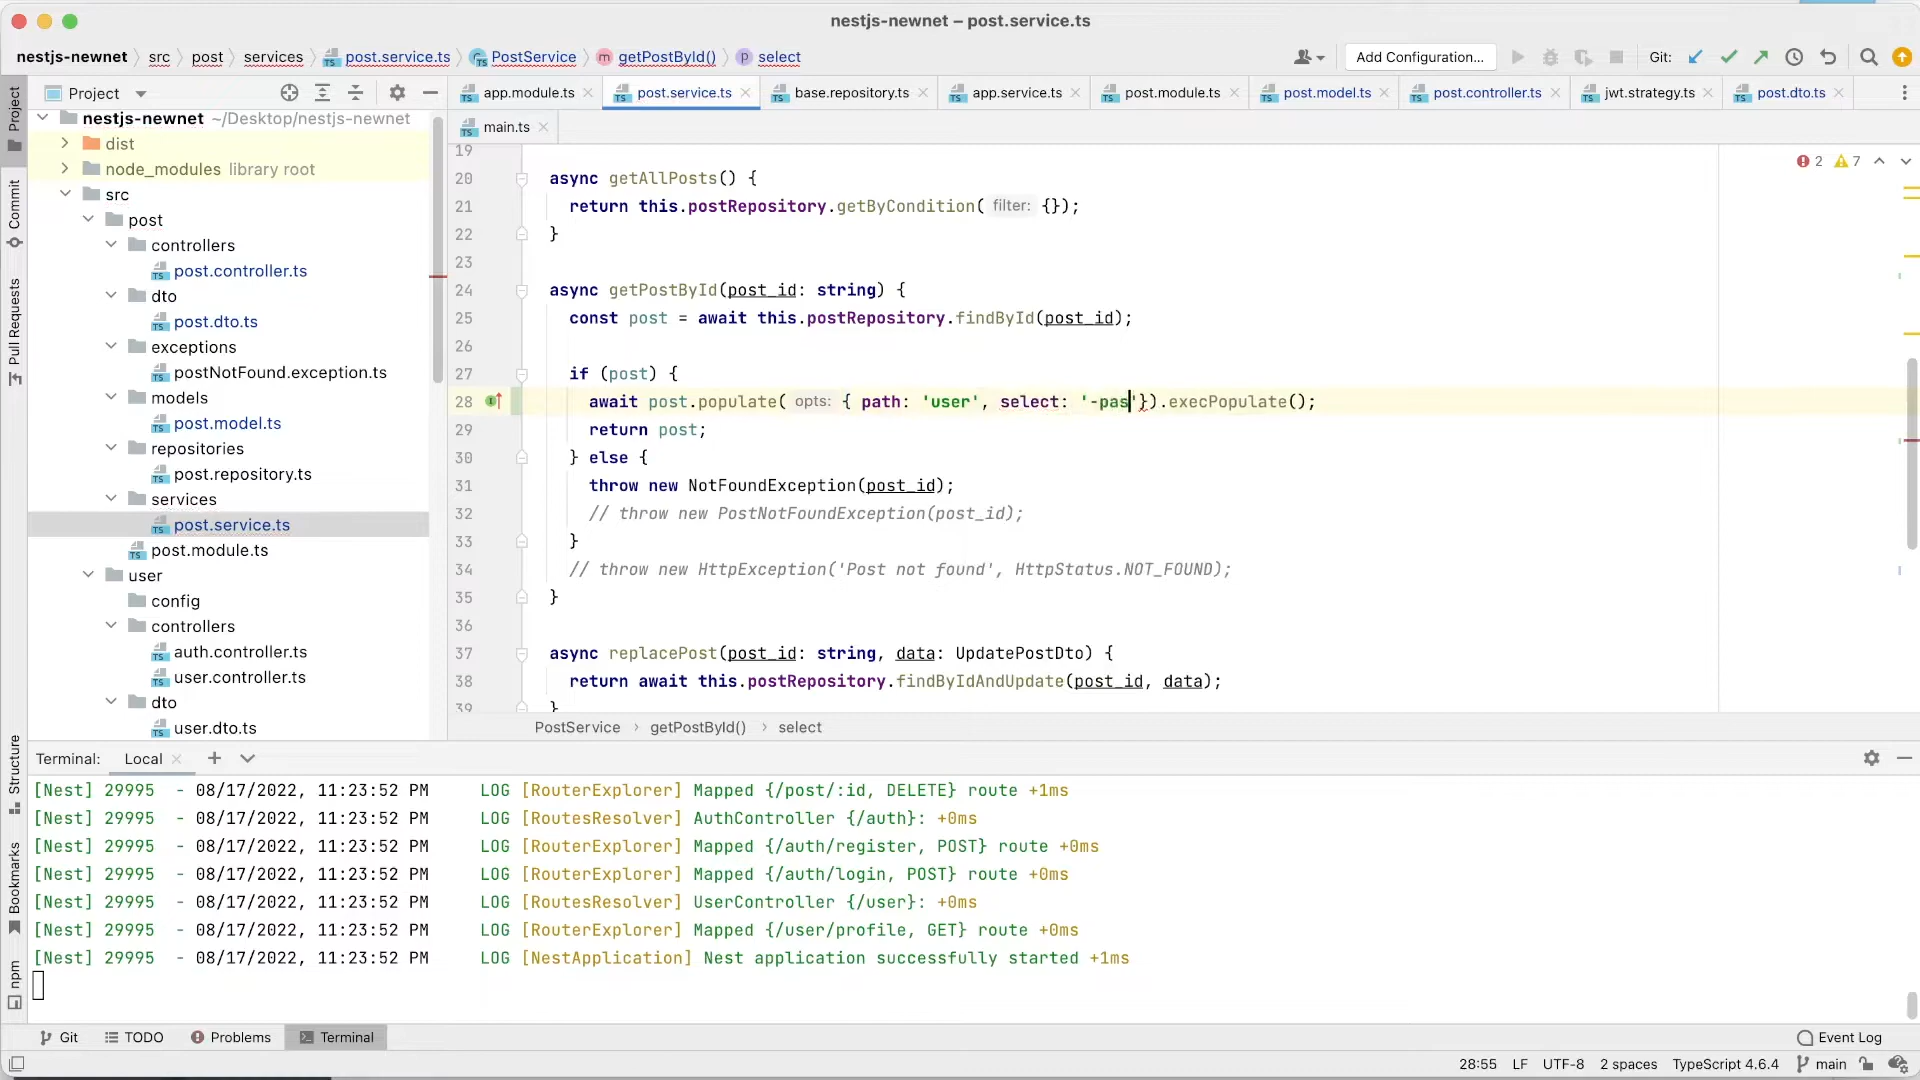 nestjs-newnet – post.service.ts
nestjs-newnet src post services post.service.ts PostService getPostById() select
Add Configuration...
Git:
Project
app.module.ts post.service.ts base.repository.ts app.service.ts post.module.ts post.model.ts post.controller.ts jwt.strategy.ts post.dto.ts
main.ts
nestjs-newnet ~/Desktop/nestjs-newnet
dist
node_modules library root
src
post
controllers
post.controller.ts
dto
post.dto.ts
exceptions
postNotFound.exception.ts
models
post.model.ts
repositories
post.repository.ts
services
post.service.ts
post.module.ts
user
config
controllers
auth.controller.ts
user.controller.ts
dto
user.dto.ts
Project
Commit
Pull Requests
Structure
Bookmarks
npm
2 7
19
20 async getAllPosts() {
21 return this.postRepository.getByCondition( filter: {});
22 }
23
24 async getPostById(post_id: string) {
25 const post = await this.postRepository.findById(post_id);
26
27 if (post) {
28 await post.populate( opts: { path: 'user', select: '-pas'}).execPopulate();
29 return post;
30 } else {
31 throw new NotFoundException(post_id);
32 // throw new PostNotFoundException(post_id);
33 }
34 // throw new HttpException('Post not found', HttpStatus.NOT_FOUND);
35 }
36
37 async replacePost(post_id: string, data: UpdatePostDto) {
38 return await this.postRepository.findByIdAndUpdate(post_id, data);
39 }
PostService getPostById() select
Terminal: Local
[Nest] 29995 - 08/17/2022, 11:23:52 PM LOG [RouterExplorer] Mapped {/post/:id, DELETE} route +1ms
[Nest] 29995 - 08/17/2022, 11:23:52 PM LOG [RoutesResolver] AuthController {/auth}: +0ms
[Nest] 29995 - 08/17/2022, 11:23:52 PM LOG [RouterExplorer] Mapped {/auth/register, POST} route +0ms
[Nest] 29995 - 08/17/2022, 11:23:52 PM LOG [RouterExplorer] Mapped {/auth/login, POST} route +0ms
[Nest] 29995 - 08/17/2022, 11:23:52 PM LOG [RoutesResolver] UserController {/user}: +0ms
[Nest] 29995 - 08/17/2022, 11:23:52 PM LOG [RouterExplorer] Mapped {/user/profile, GET} route +0ms
[Nest] 29995 - 08/17/2022, 11:23:52 PM LOG [NestApplication] Nest application successfully started +1ms
Git TODO Problems Terminal Event Log
28:55 LF UTF-8 2 spaces TypeScript 4.6.4 main